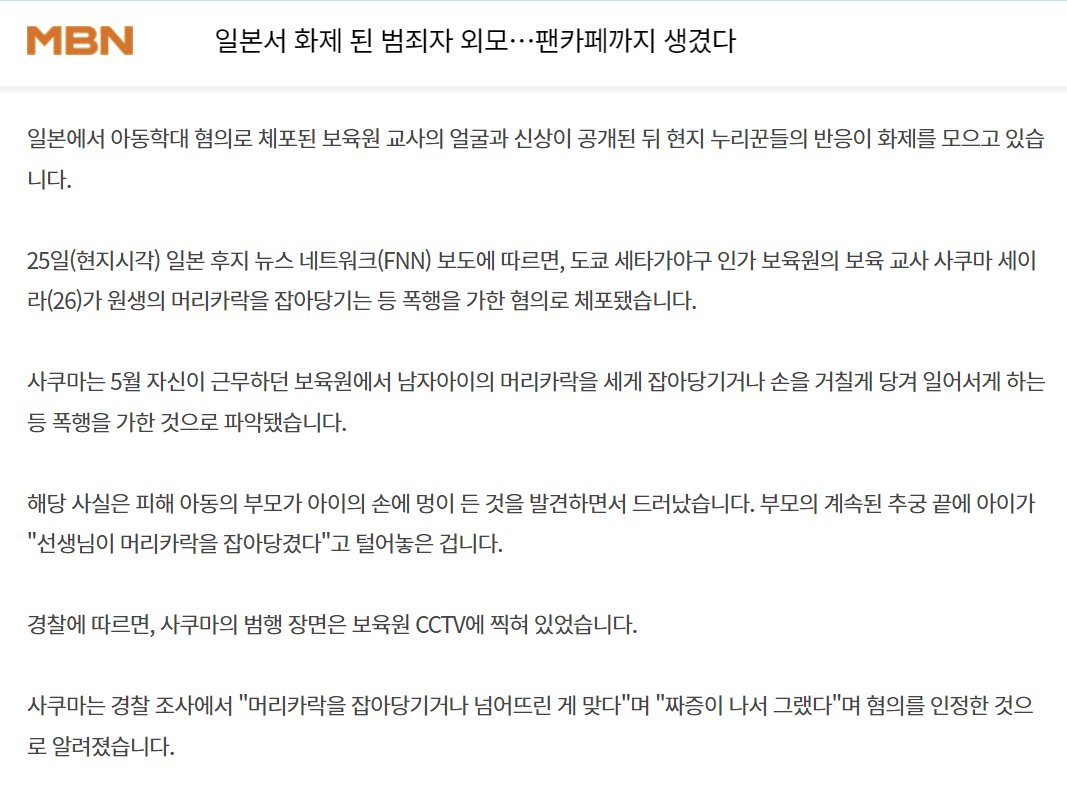 MBN
일본서 화제 된 범죄자 외모…팬카페까지 생겼다
일본에서 아동학대 혐의로 체포된 보육원 교사의 얼굴과 신상이 공개된 뒤 현지 누리꾼들의 반응이 화제를 모으고 있습
니다.
25일(현지시각) 일본 후지 뉴스 네트워크(FNN) 보도에 따르면, 도쿄 세타가야구 인가 보육원의 보육 교사 사쿠마 세이
라(26)가 원생의 머리카락을 잡아당기는 등 폭행을 가한 혐의로 체포됐습니다.
사쿠마는 5월 자신이 근무하던 보육원에서 남자아이의 머리카락을 세게 잡아당기거나 손을 거칠게 당겨 일어서게 하는
등 폭행을 가한 것으로 파악됐습니다.
해당 사실은 피해 아동의 부모가 아이의 손에 멍이 든 것을 발견하면서 드러났습니다. 부모의 계속된 추궁 끝에 아이가
"선생님이 머리카락을 잡아당겼다"고 털어놓은 겁니다.
경찰에 따르면, 사쿠마의 범행 장면은 보육원 CCTV에 찍혀 있었습니다.
사쿠마는 경찰 조사에서 "머리카락을 잡아당기거나 넘어뜨린 게 맞다"며 "짜증이 나서 그랬다"며 혐의를 인정한 것으
로 알려졌습니다.